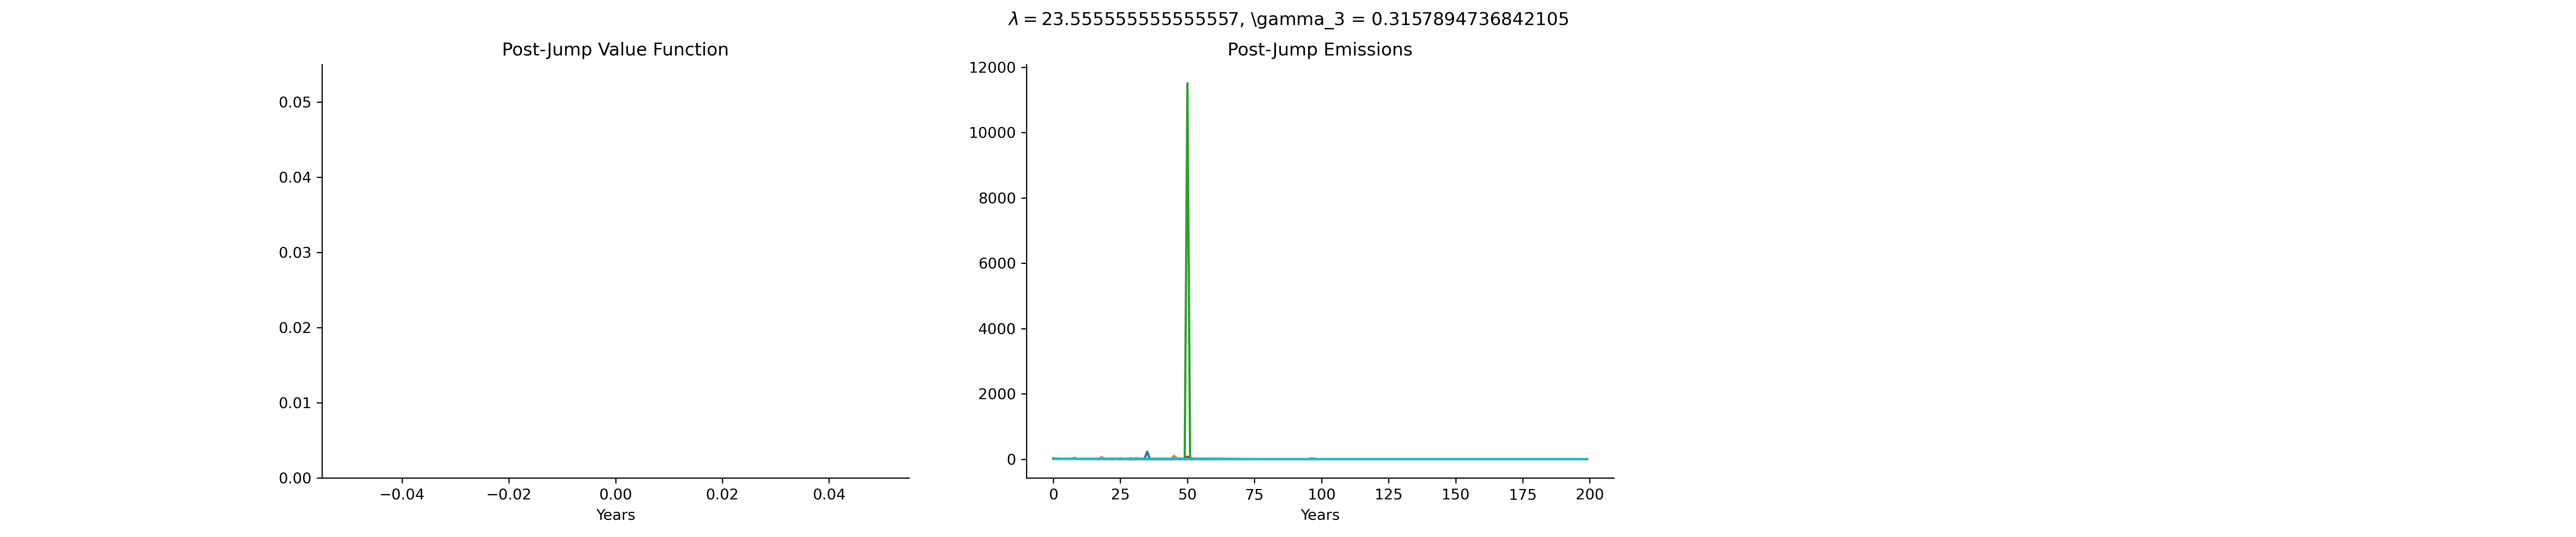 λ = 23.555555555555557, \gamma_3 = 0.3157894736842105
Post-Jump Value Function
0.05
0.04
0.03
0.02
0.01
0.00
−0.04 −0.02 0.00 0.02 0.04
Years
Post-Jump Emissions
12000
10000
8000
6000
4000
2000
0
0 25 50 75 100 125 150 175 200
Years